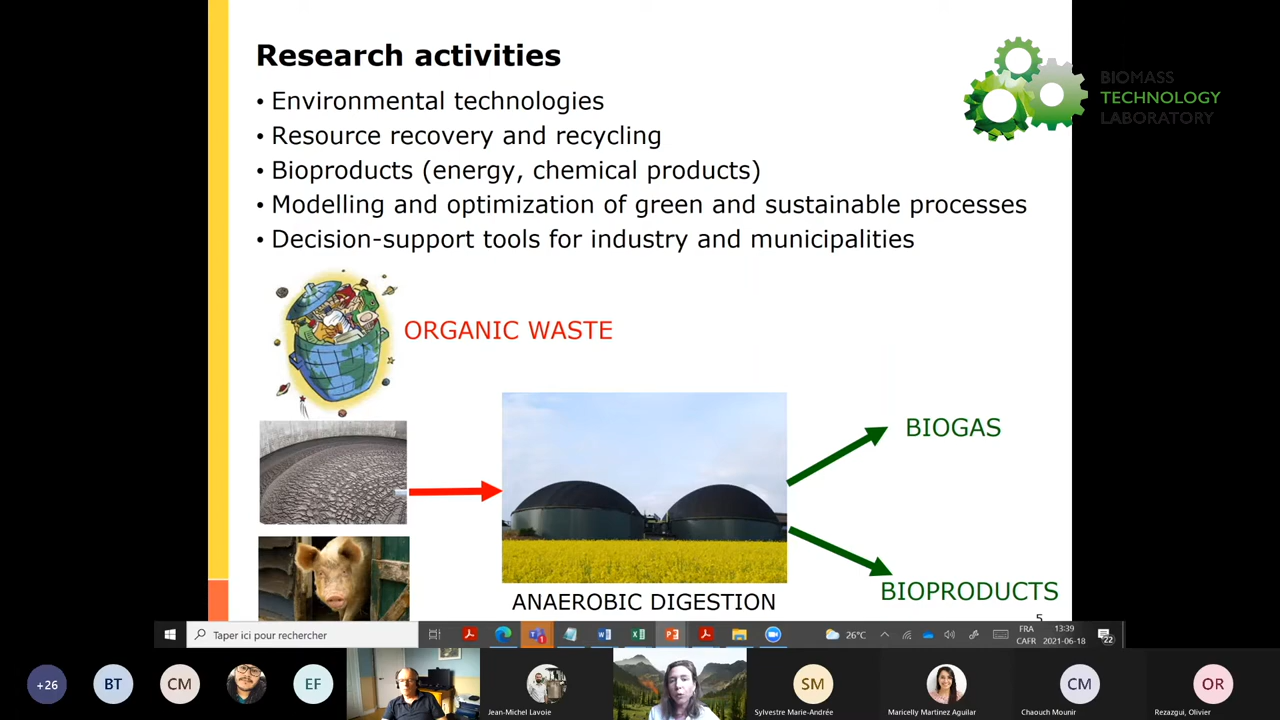 Research activities
BIOMASS
TECHNOLOGY
LABORATORY
• Environmental technologies
• Resource recovery and recycling
• Bioproducts (energy, chemical products)
• Modelling and optimization of green and sustainable processes
• Decision-support tools for industry and municipalities
ORGANIC WASTE
BIOGAS
BIOPRODUCTS
ANAEROBIC DIGESTION
5
Taper ici pour rechercher
26°C
FRA
CAFR
13:39
2021-06-18
22
+26
BT
CM
EF
Jean-Michel Lavoie
SM
Sylvestre Marie-Andrée
Maricelly Martinez Aguilar
CM
Chaouch Mounir
OR
Rezazgui, Olivier